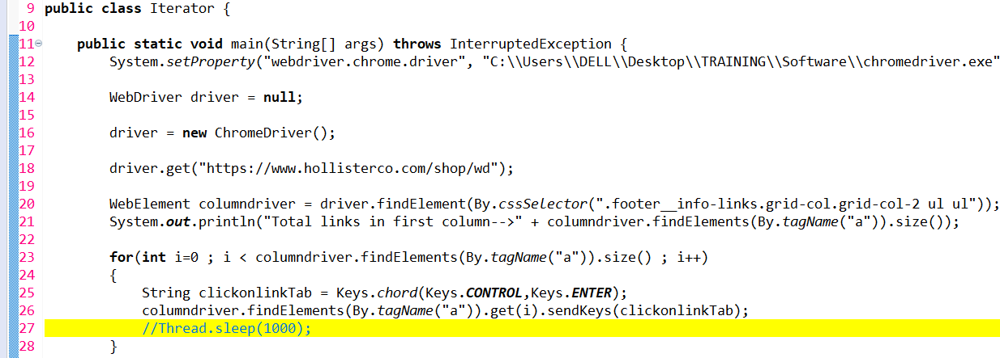 9 public class Iterator {
10
11 public static void main(String[] args) throws InterruptedException {
12 System.setProperty("webdriver.chrome.driver", "C:\\Users\\DELL\\Desktop\\TRAINING\\Software\\chromedriver.exe"
13
14 WebDriver driver = null;
15
16 driver = new ChromeDriver();
17
18 driver.get("https://www.hollisterco.com/shop/wd");
19
20 WebElement columndriver = driver.findElement(By.cssSelector(".footer__info-links.grid-col.grid-col-2 ul ul"));
21 System.out.println("Total links in first column-->" + columndriver.findElements(By.tagName("a")).size());
22
23 for(int i=0 ; i < columndriver.findElements(By.tagName("a")).size() ; i++)
24 {
25 String clickonlinkTab = Keys.chord(Keys.CONTROL,Keys.ENTER);
26 columndriver.findElements(By.tagName("a")).get(i).sendKeys(clickonlinkTab);
27 //Thread.sleep(1000);
28 }